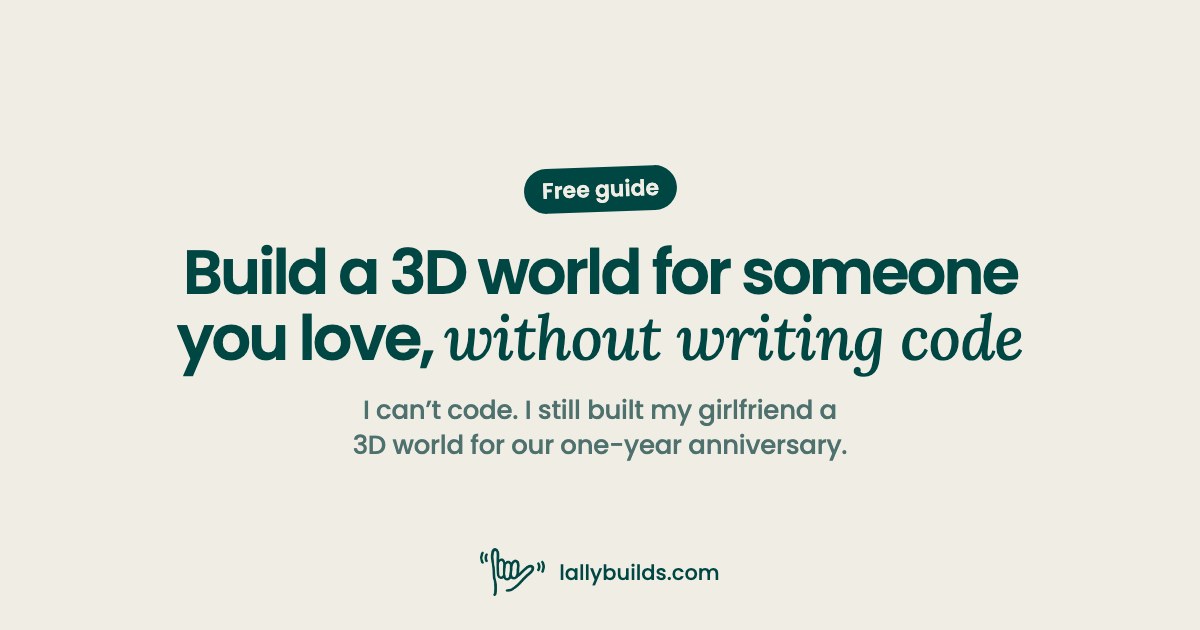 Free guide
Build a 3D world for someone
you love, without writing code
I can’t code. I still built my girlfriend a
3D world for our one-year anniversary.
lallybuilds.com